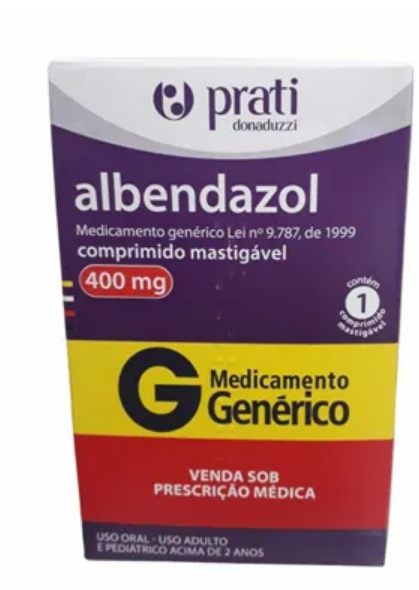 prati
donaduzzi
albendazol
Medicamento genérico Lei nº 9.787, de 1999
comprimido mastigável
400 mg
contém
1
comprimido
mastigável
G Medicamento
Genérico
VENDA SOB
PRESCRIÇÃO MÉDICA
USO ORAL - USO ADULTO
E PEDIÁTRICO ACIMA DE 2 ANOS